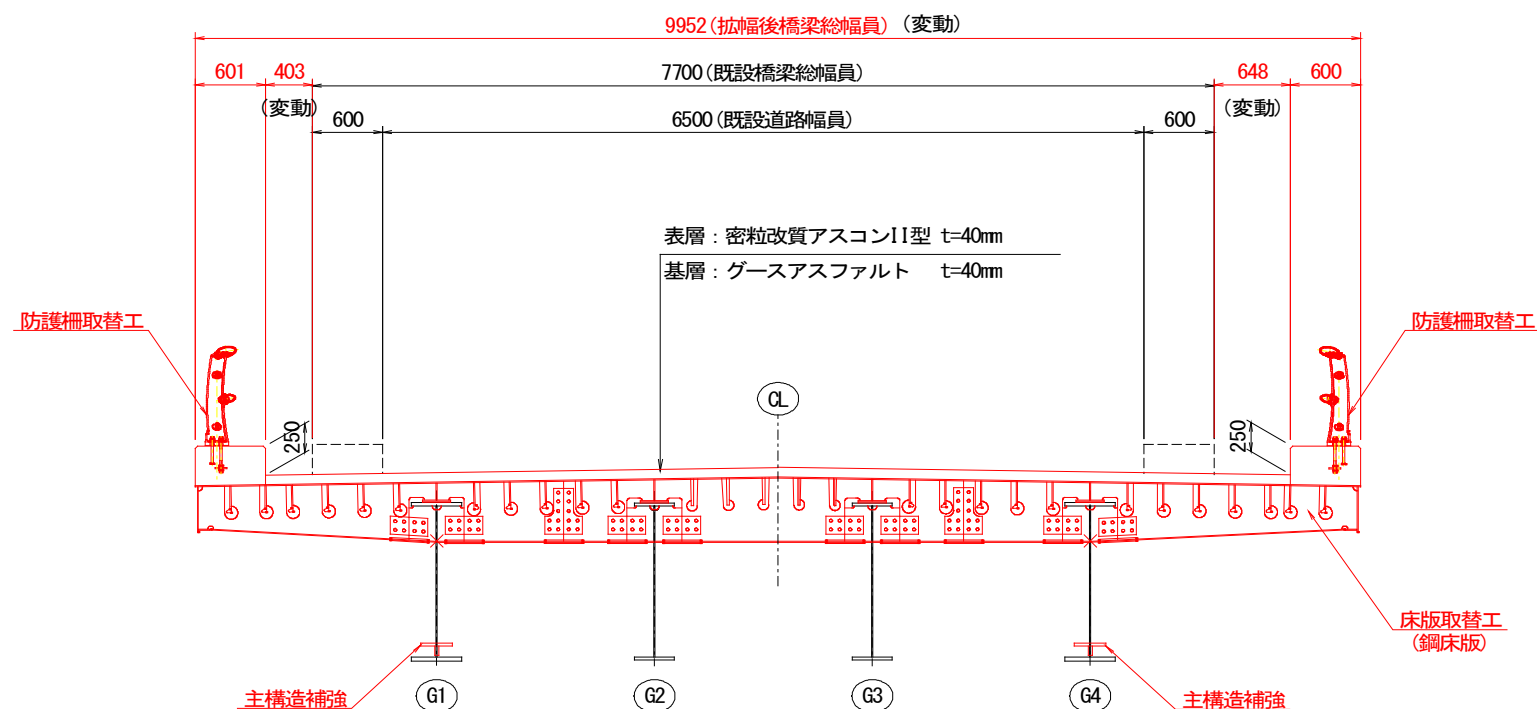 9952(拡幅後橋梁総幅員) (変動)
601 403 7700(既設橋梁総幅員) 648 600
(変動) 600 6500(既設道路幅員) 600 (変動)
表層：密粒改質アスコンII型 t=40mm
基層：グースアスファルト t=40mm
防護柵取替工 防護柵取替工
CL
250 250
床版取替工
(鋼床版)
主構造補強 G1 G2 G3 G4 主構造補強